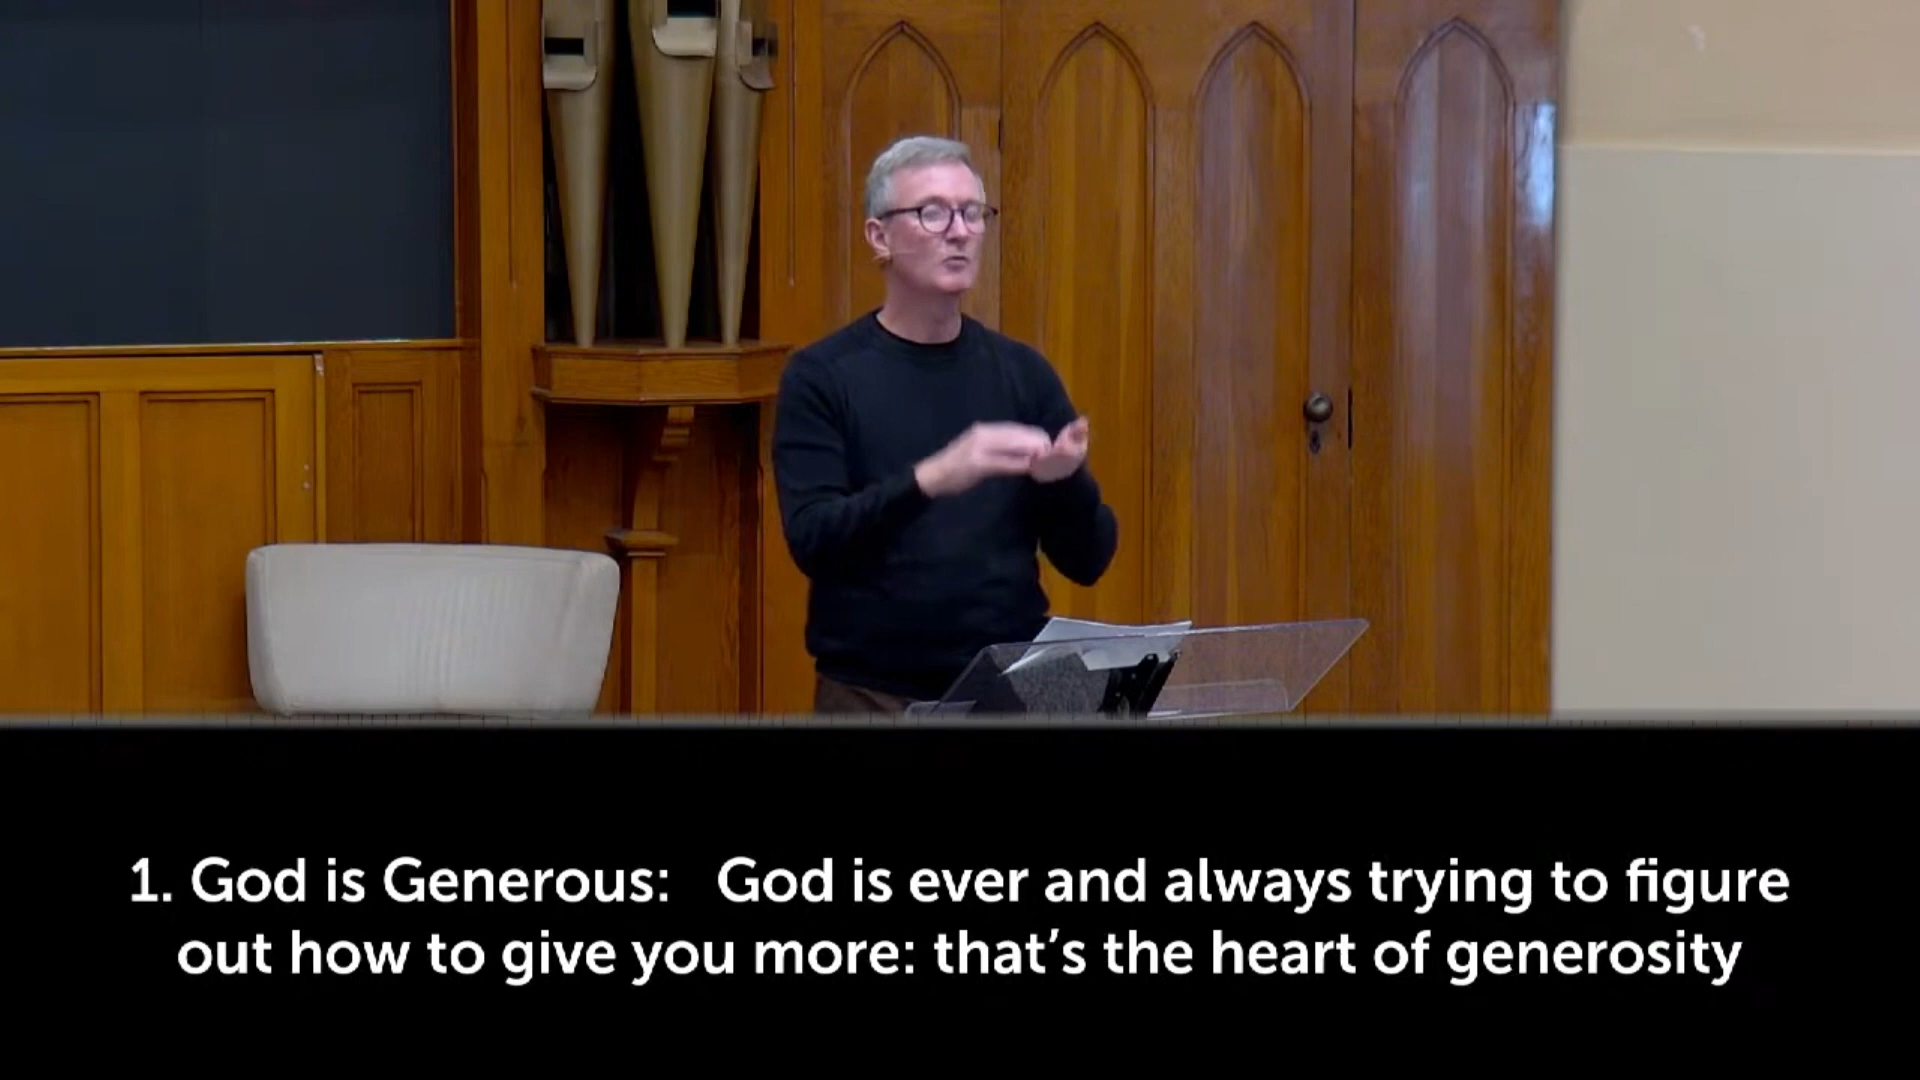 1. God is Generous:   God is ever and always trying to figure
out how to give you more: that’s the heart of generosity